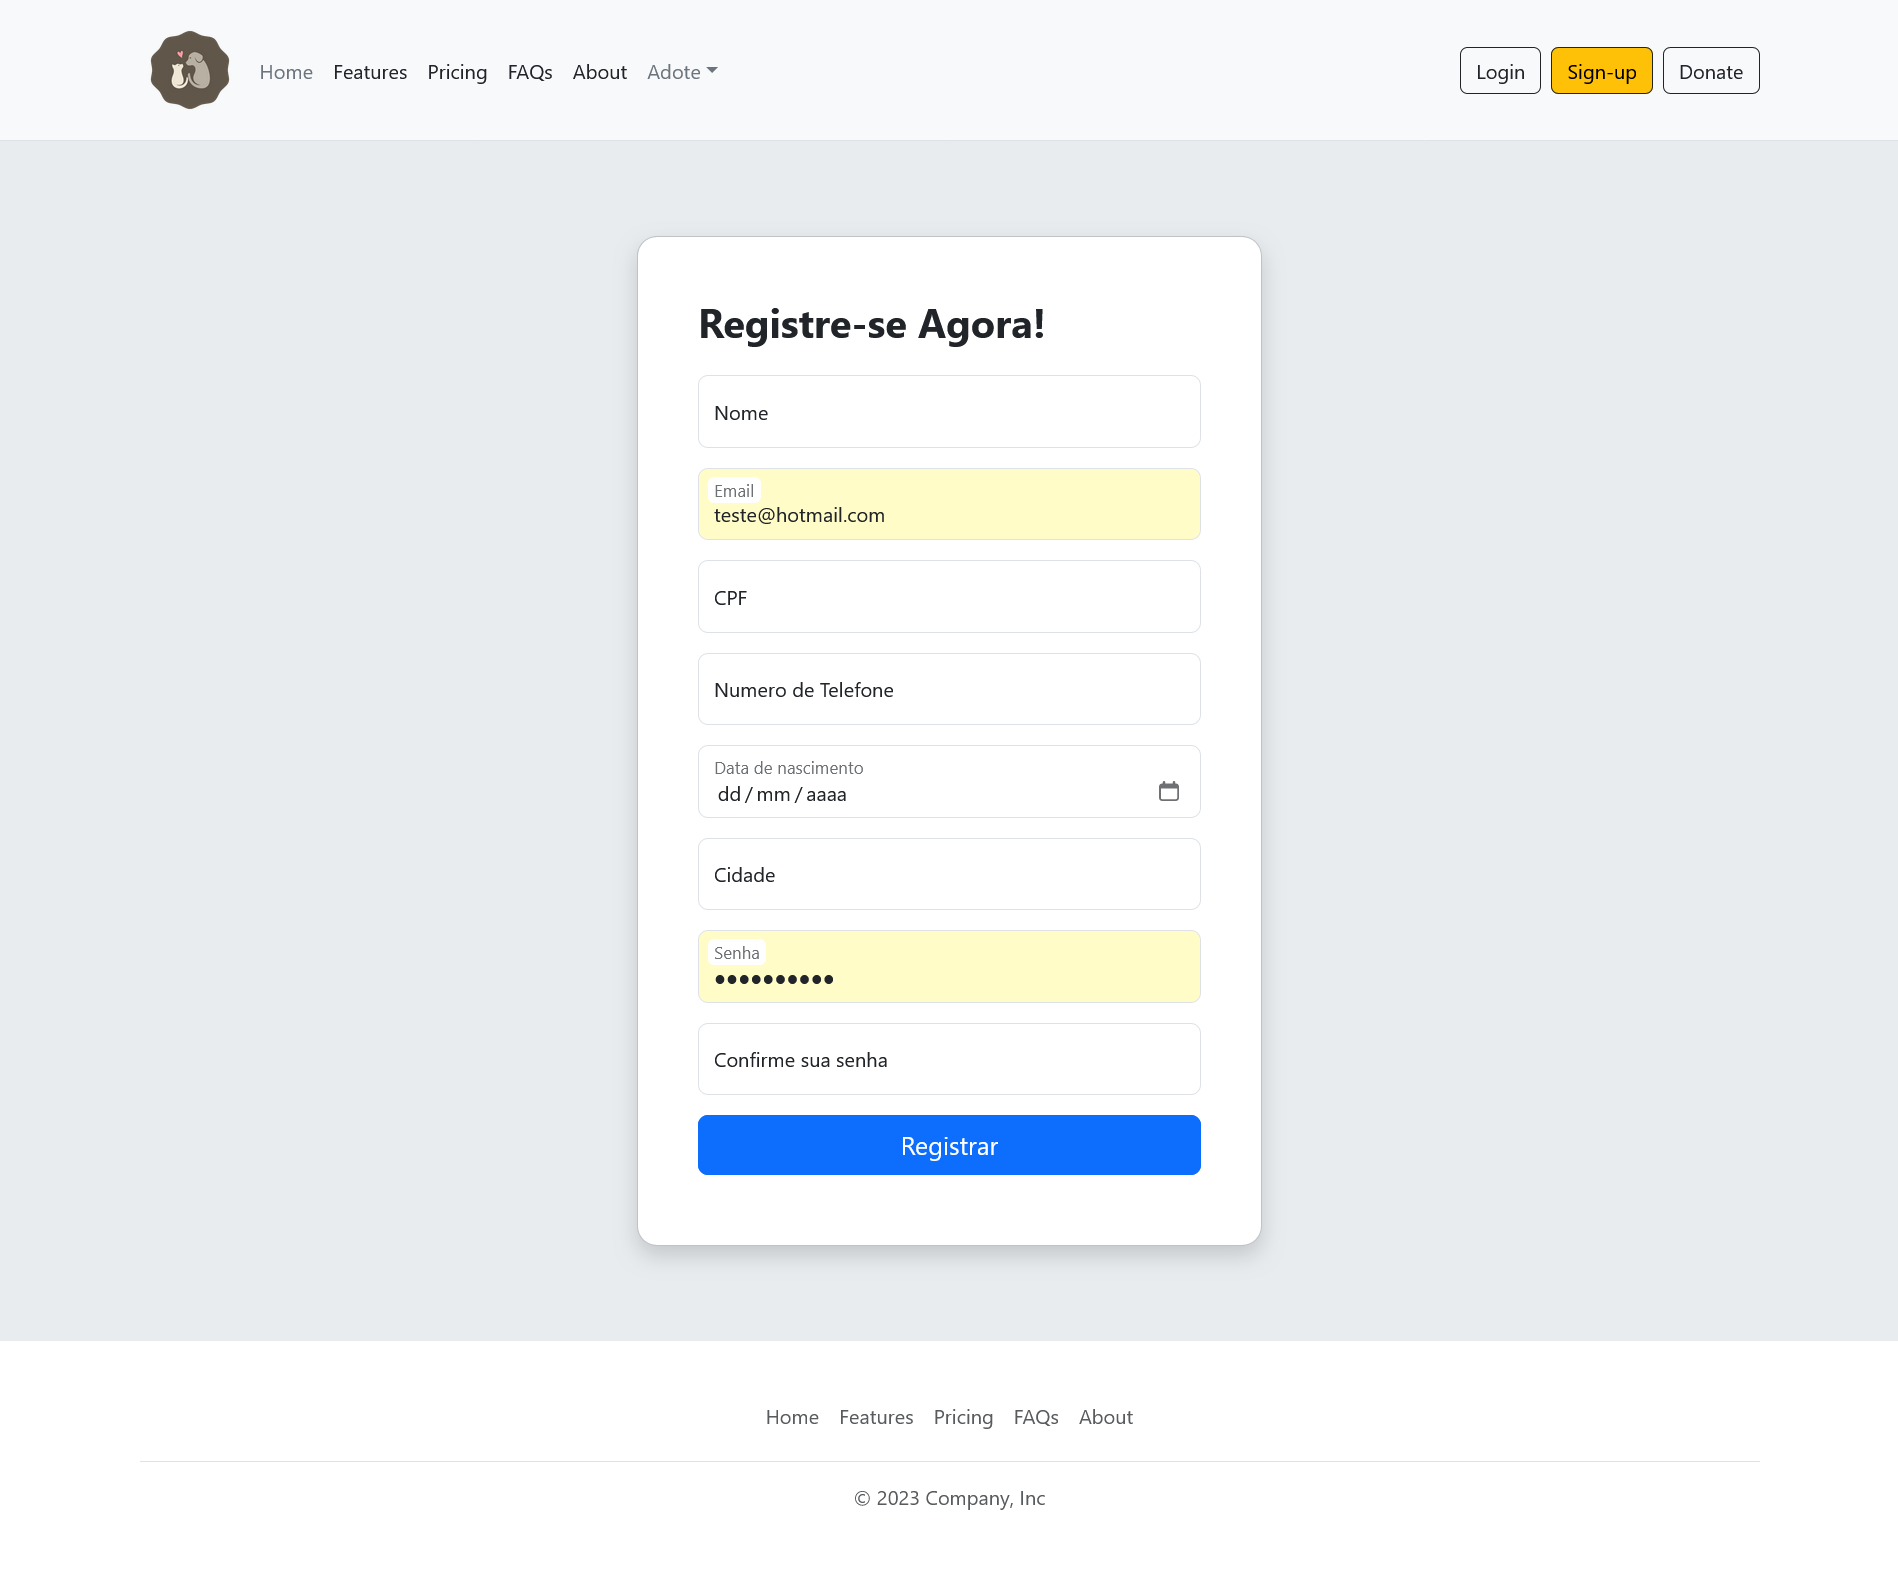 Home Features Pricing FAQs About Adote Login Sign-up Donate
Registre-se Agora!
Nome
Email
teste@hotmail.com
CPF
Numero de Telefone
Data de nascimento
dd/mm/aaaa
Cidade
Senha
••••••••••
Confirme sua senha
Registrar
Home Features Pricing FAQs About
© 2023 Company, Inc